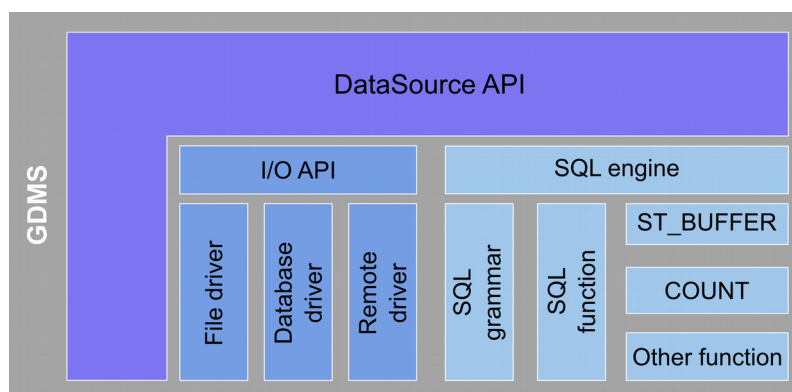 GDMS
DataSource API
I/O API
SQL engine
File driver
Database
driver
Remote
driver
SQL
grammar
SQL
function
ST_BUFFER
COUNT
Other function